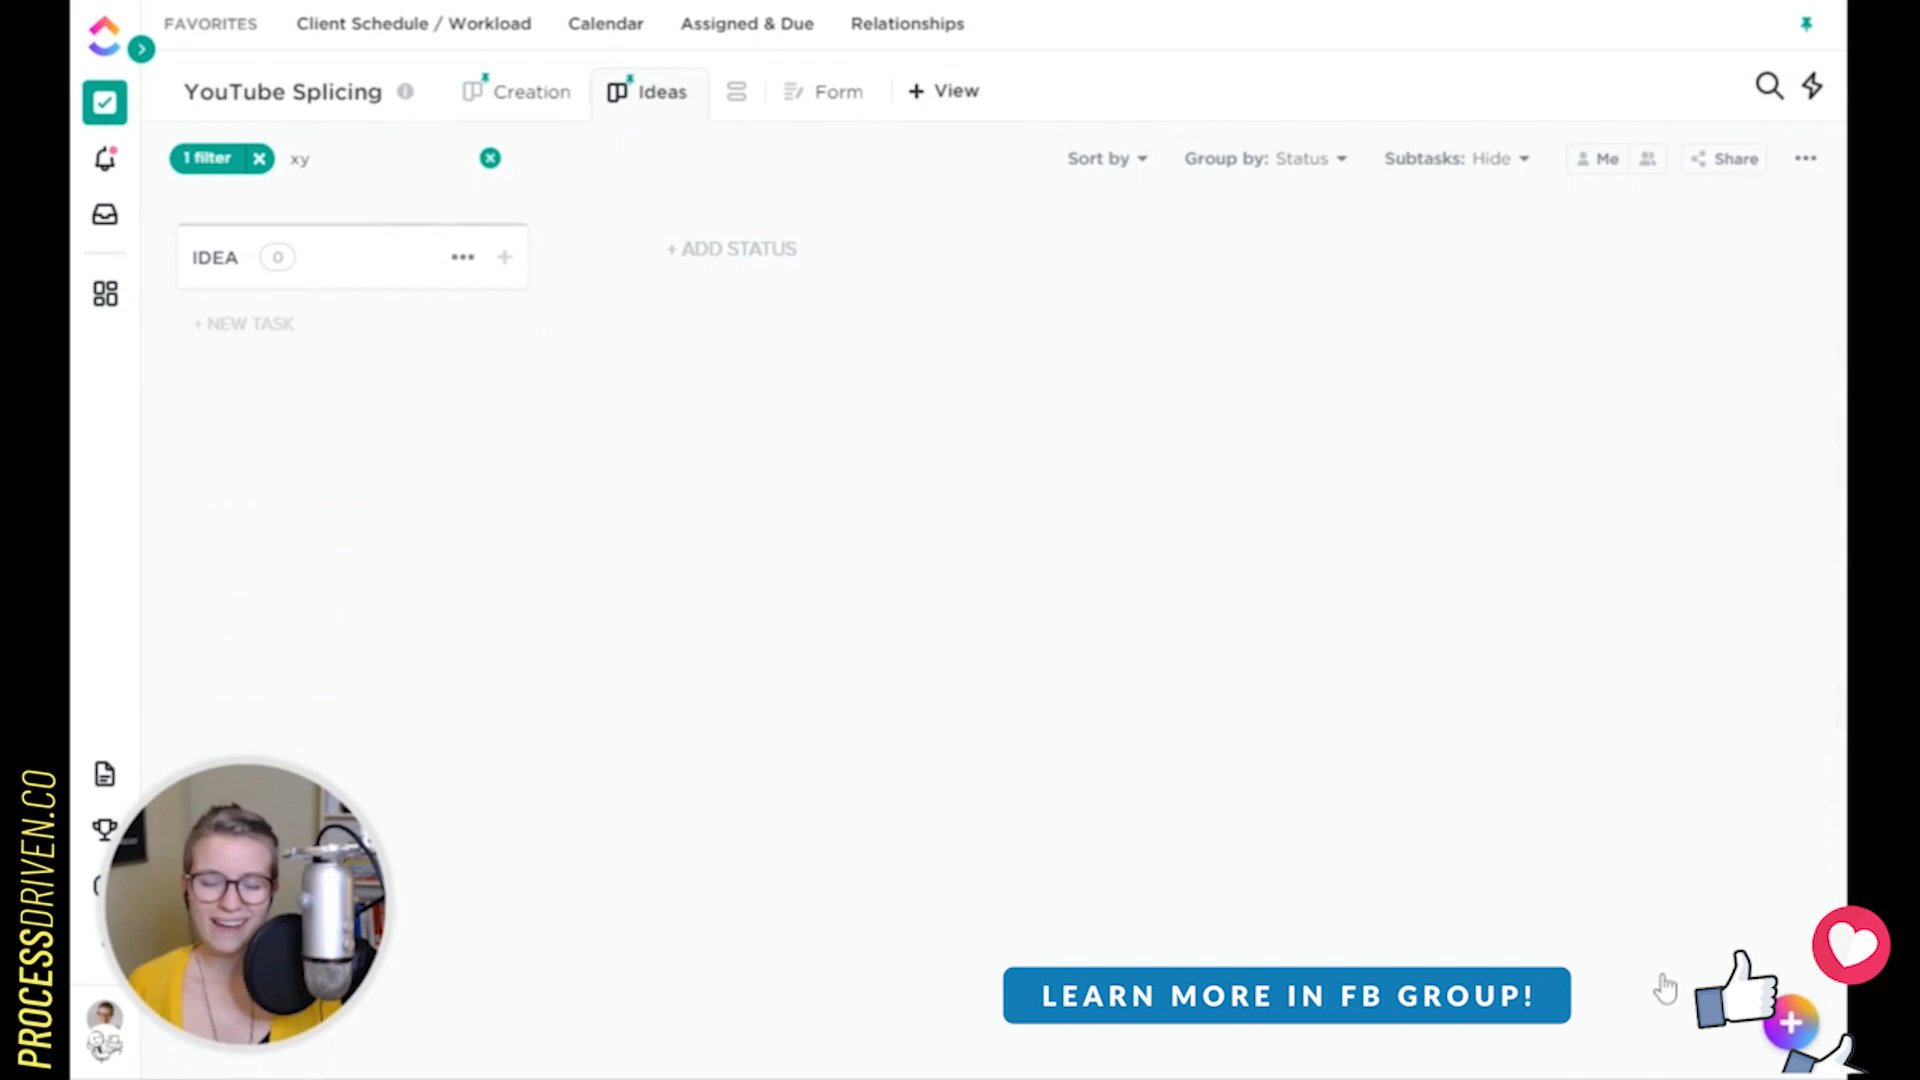 FAVORITES Client Schedule / Workload Calendar Assigned & Due Relationships
YouTube Splicing Creation Ideas Form + View
1 filter xy Sort by Group by: Status Subtasks: Hide Me Share
IDEA 0
+ ADD STATUS
+ NEW TASK
PROCESSDRIVEN.CO
LEARN MORE IN FB GROUP!